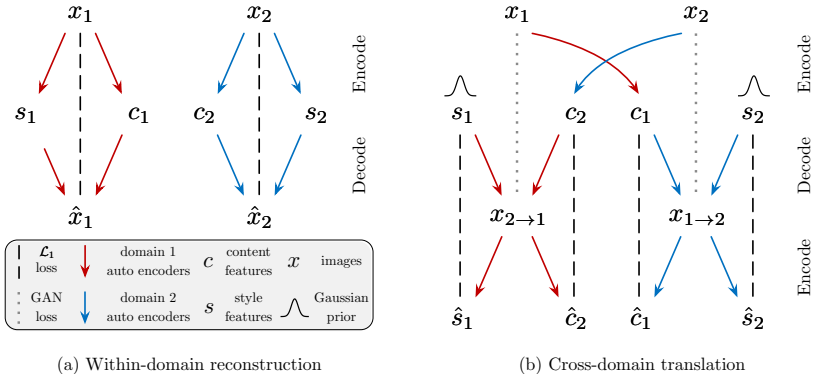 x₁ x₂
s₁ c₁ c₂ s₂
x̂₁ x̂₂
Encode
Decode
𝓛₁ loss
domain 1 auto encoders
c content features
x images
GAN loss
domain 2 auto encoders
s style features
Gaussian prior
(a) Within-domain reconstruction
x₁ x₂
s₁ c₂ c₁ s₂
x₂→₁ x₁→₂
ŝ₁ ĉ₂ ĉ₁ ŝ₂
Encode
Decode
Encode
(b) Cross-domain translation